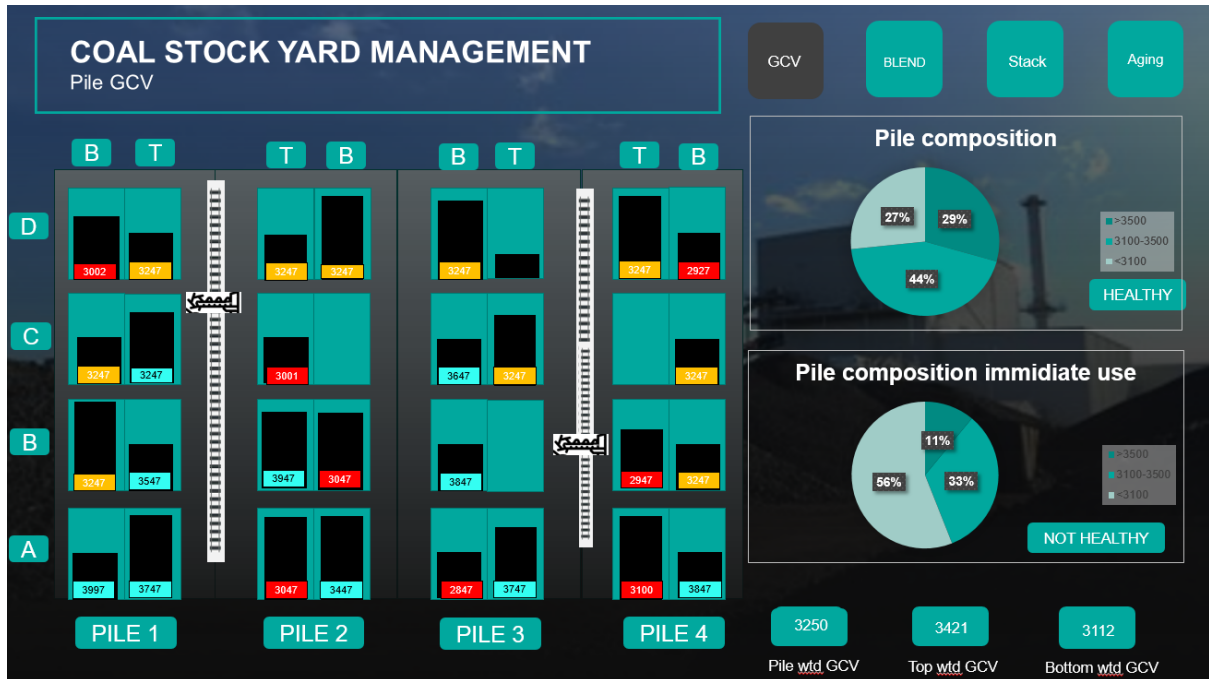 COAL STOCK YARD MANAGEMENT
Pile GCV
GCV
BLEND
Stack
Aging
B T T B B T T B
D
3002 3247 3247 3247 3247 3247 2927
C
3247 3247 3001 3647 3247 3247
B
3247 3547 3947 3047 3847 2947 3247
A
3997 3747 3047 3447 2847 3747 3100 3847
PILE 1 PILE 2 PILE 3 PILE 4
Pile composition
27% 29%
44%
>3500
3100-3500
<3100
HEALTHY
Pile composition immidiate use
11%
56% 33%
>3500
3100-3500
<3100
NOT HEALTHY
3250 3421 3112
Pile wtd GCV Top wtd GCV Bottom wtd GCV